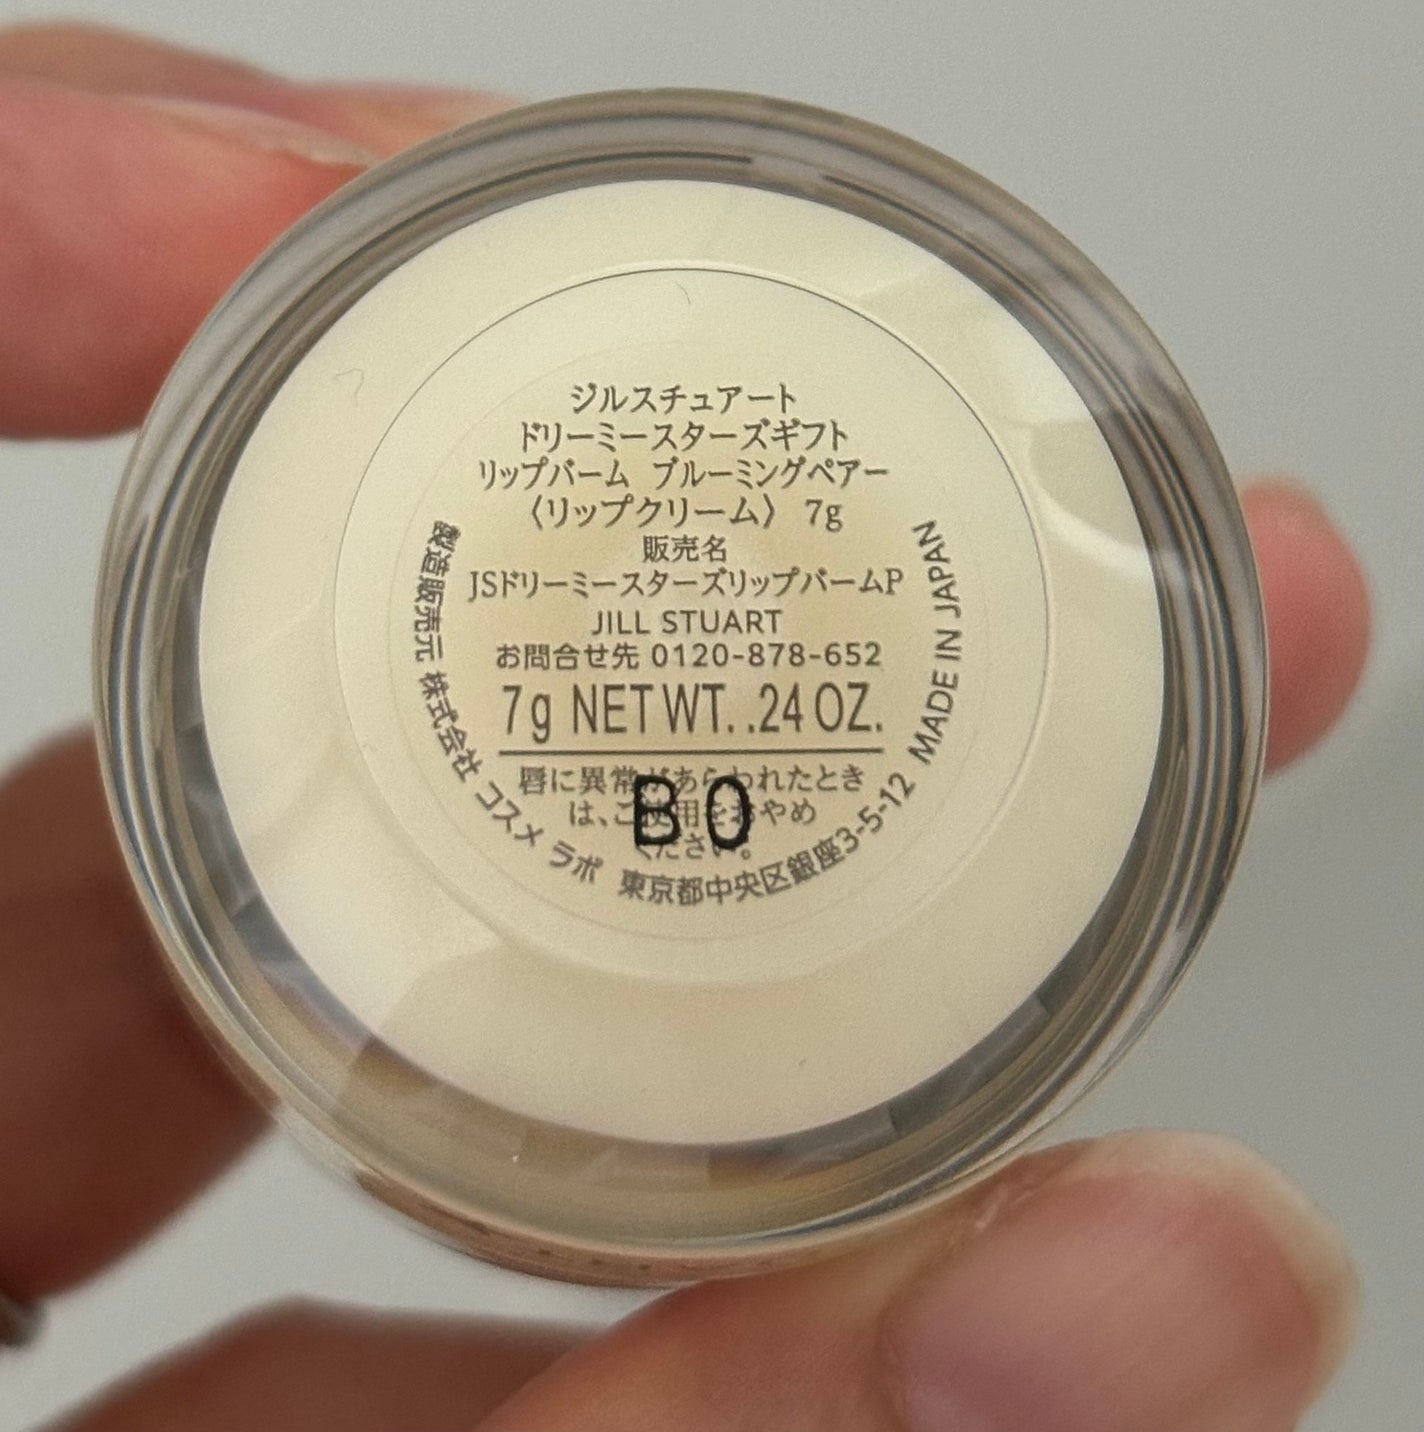 ジルスチュアート
ドリーミースターズギフト
リップバーム ブルーミングペアー
〈リップクリーム〉 7g
販売名
JSドリーミースターズリップバームP
JILL STUART
お問合せ先 0120-878-652
7g NET WT. .24 OZ.
唇に異常があらわれたとき
は、ご使用をおやめ
ください。
B0
製造販売元 株式会社 コスメ ラボ 東京都中央区銀座3-5-12 MADE IN JAPAN